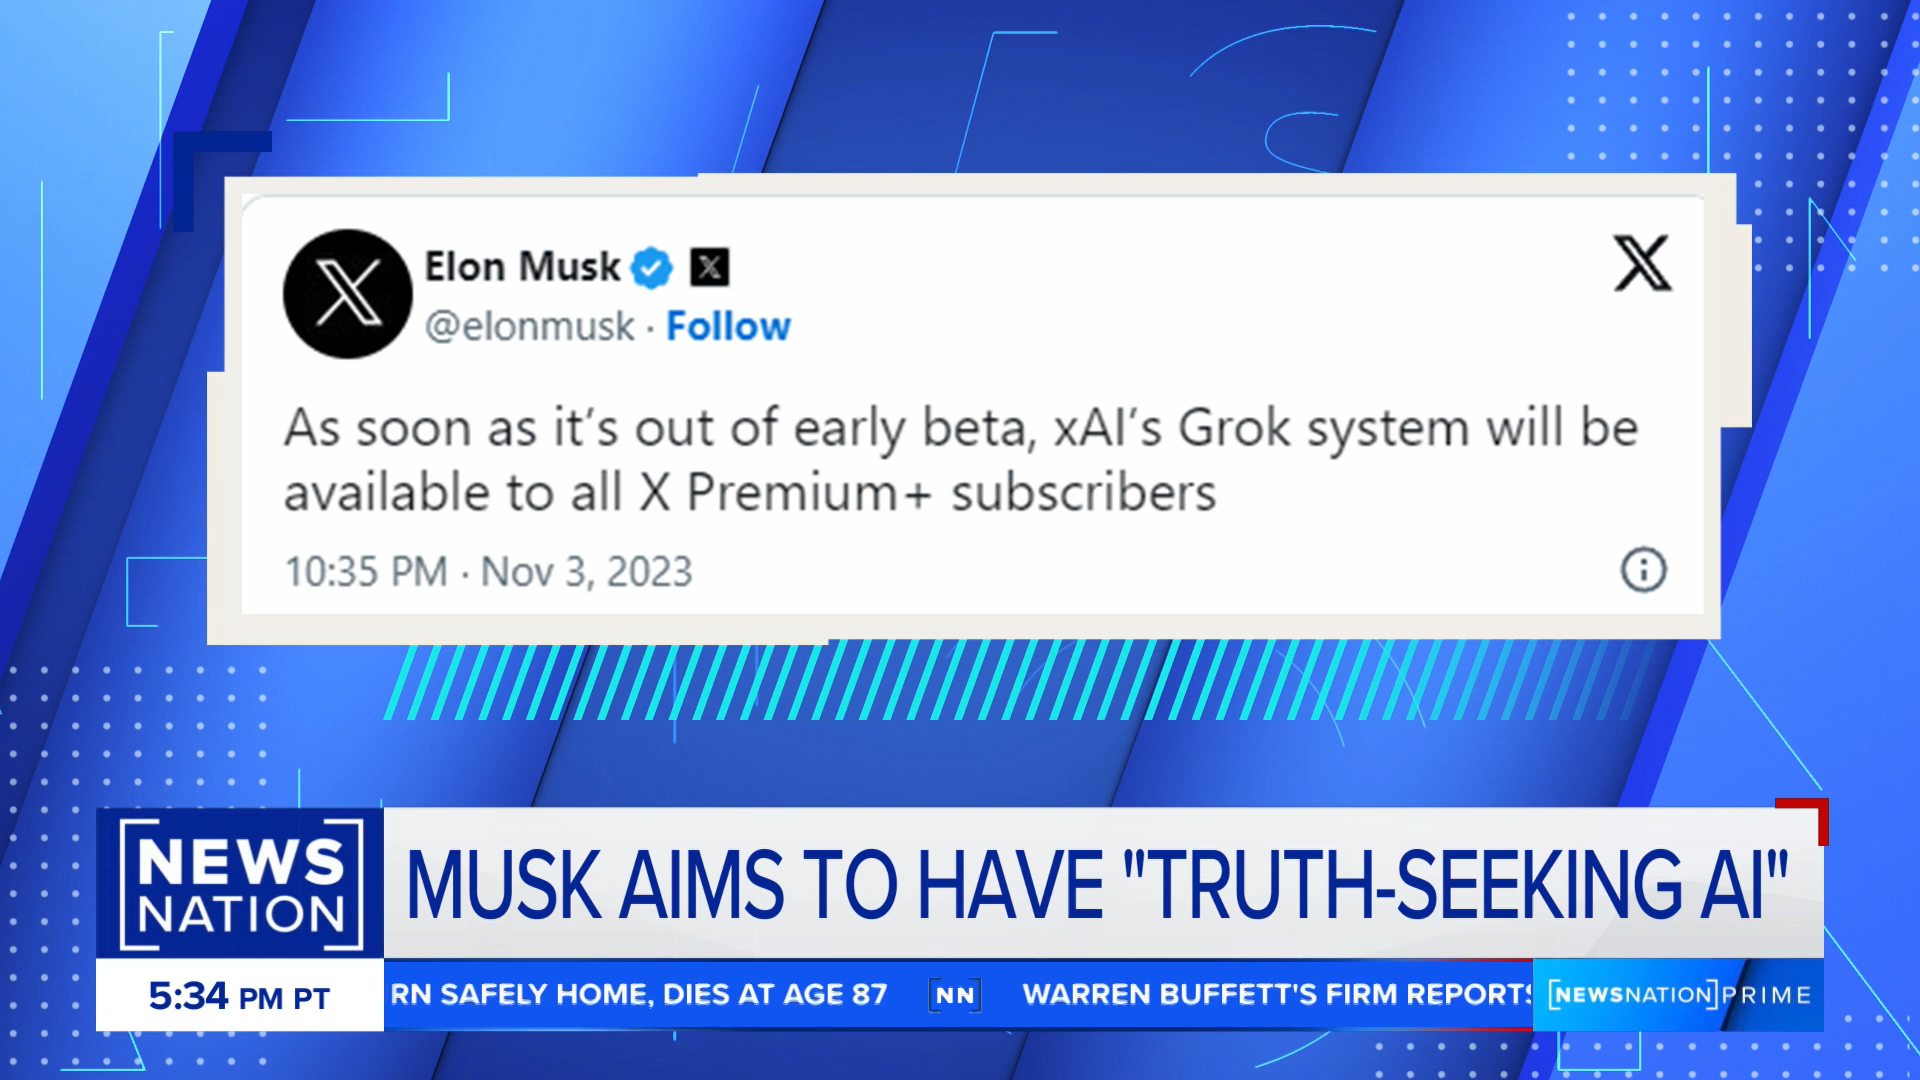 Elon Musk
@elonmusk · Follow
As soon as it's out of early beta, xAI's Grok system will be
available to all X Premium+ subscribers
10:35 PM · Nov 3, 2023
NEWS
NATION
MUSK AIMS TO HAVE "TRUTH-SEEKING AI"
5:34 PM PT
RN SAFELY HOME, DIES AT AGE 87 NN WARREN BUFFETT'S FIRM REPORTS
NEWSNATION PRIME